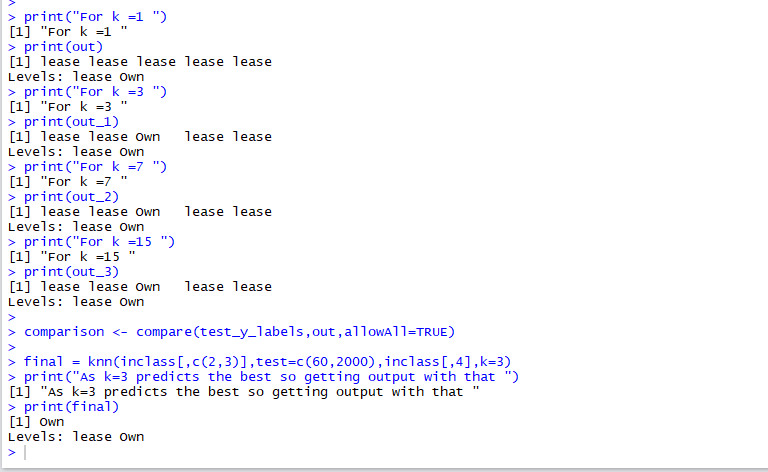 >
> print("For k =1 ")
[1] "For k =1 "
> print(out)
[1] lease lease lease lease lease
Levels: lease Own
> print("For k =3 ")
[1] "For k =3 "
> print(out_1)
[1] lease lease Own   lease lease
Levels: lease Own
> print("For k =7 ")
[1] "For k =7 "
> print(out_2)
[1] lease lease Own   lease lease
Levels: lease Own
> print("For k =15 ")
[1] "For k =15 "
> print(out_3)
[1] lease lease Own   lease lease
Levels: lease Own
>
> comparison <- compare(test_y_labels,out,allowAll=TRUE)
>
> final = knn(inclass[,c(2,3)],test=c(60,2000),inclass[,4],k=3)
> print("As k=3 predicts the best so getting output with that ")
[1] "As k=3 predicts the best so getting output with that "
> print(final)
[1] Own
Levels: lease Own
>